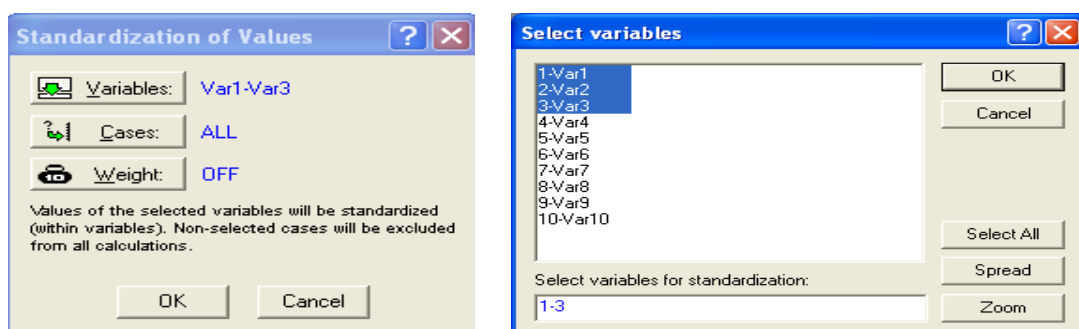 Standardization of Values
Variables: Var1-Var3
Cases: ALL
Weight: OFF
Values of the selected variables will be standardized
(within variables). Non-selected cases will be excluded
from all calculations.
OK Cancel
Select variables
1-Var1
2-Var2
3-Var3
4-Var4
5-Var5
6-Var6
7-Var7
8-Var8
9-Var9
10-Var10
OK
Cancel
Select All
Spread
Zoom
Select variables for standardization:
1-3